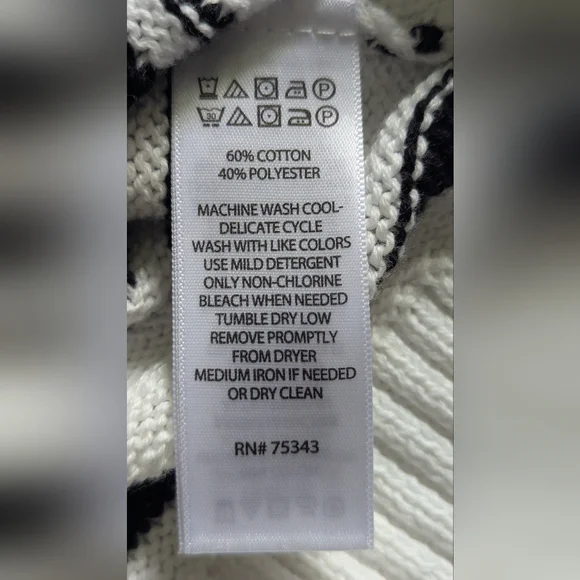 P
30 P
60% COTTON
40% POLYESTER
MACHINE WASH COOL-
DELICATE CYCLE
WASH WITH LIKE COLORS
USE MILD DETERGENT
ONLY NON-CHLORINE
BLEACH WHEN NEEDED
TUMBLE DRY LOW
REMOVE PROMPTLY
FROM DRYER
MEDIUM IRON IF NEEDED
OR DRY CLEAN
RN# 75343